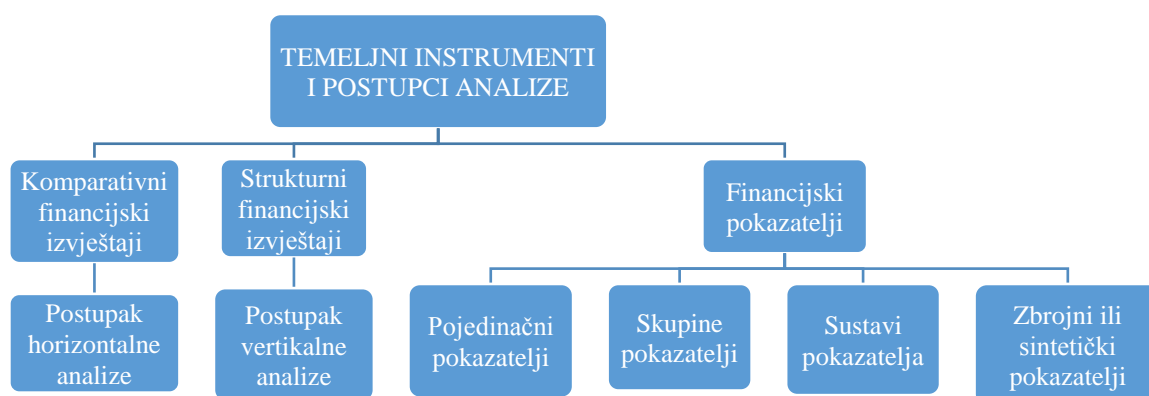 TEMELJNI INSTRUMENTI
I POSTUPCI ANALIZE
Komparativni
financijski
izvještaji
Strukturni
financijski
izvještaji
Financijski
pokazatelji
Postupak
horizontalne
analize
Postupak
vertikalne
analize
Pojedinačni
pokazatelji
Skupine
pokazatelji
Sustavi
pokazatelja
Zbrojni ili
sintetički
pokazatelji